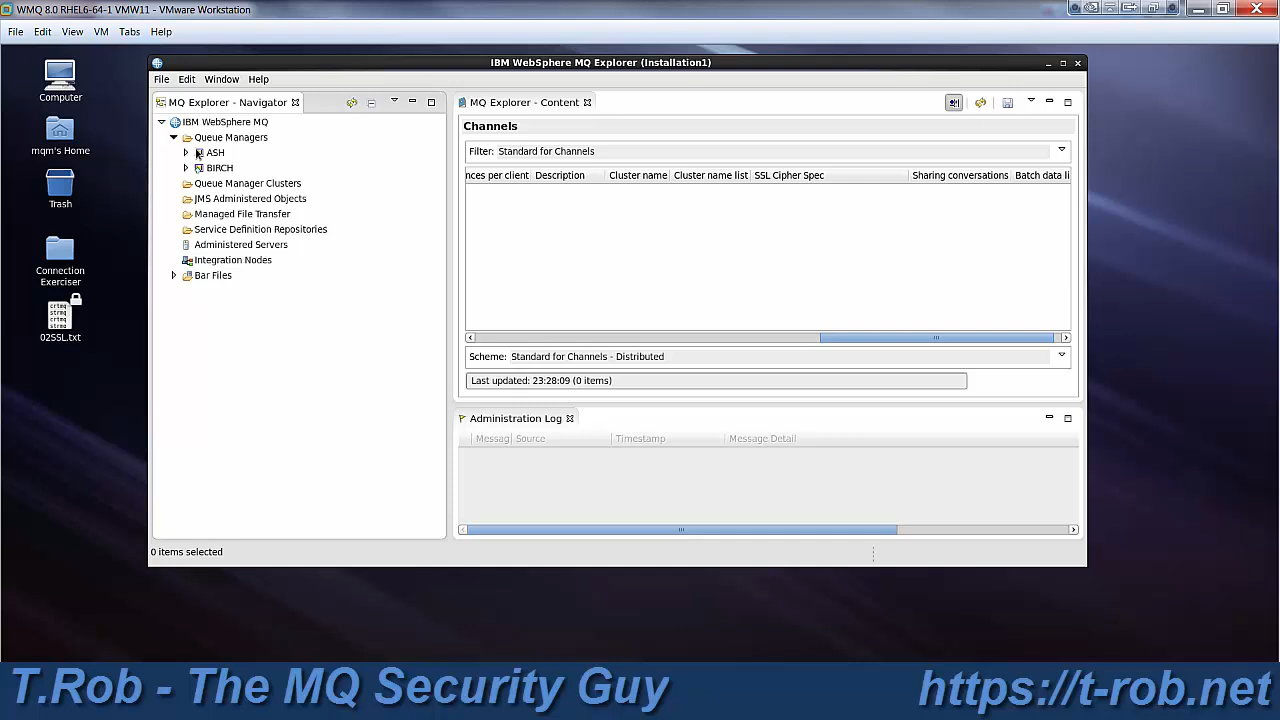 WMQ 8.0 RHEL6-64-1 VMW11 - VMware Workstation
File Edit View VM Tabs Help
Computer
mqm's Home
Trash
Connection
Exerciser
crtmq
strmq
crtmq
strmq
02SSL.txt
IBM WebSphere MQ Explorer (Installation1)
File Edit Window Help
MQ Explorer - Navigator
IBM WebSphere MQ
Queue Managers
ASH
BIRCH
Queue Manager Clusters
JMS Administered Objects
Managed File Transfer
Service Definition Repositories
Administered Servers
Integration Nodes
Bar Files
MQ Explorer - Content
Channels
Filter: Standard for Channels
nces per client Description Cluster name Cluster name list SSL Cipher Spec Sharing conversations Batch data li
Scheme: Standard for Channels - Distributed
Last updated: 23:28:09 (0 items)
Administration Log
Messag Source Timestamp Message Detail
0 items selected
T.Rob - The MQ Security Guy https://t-rob.net